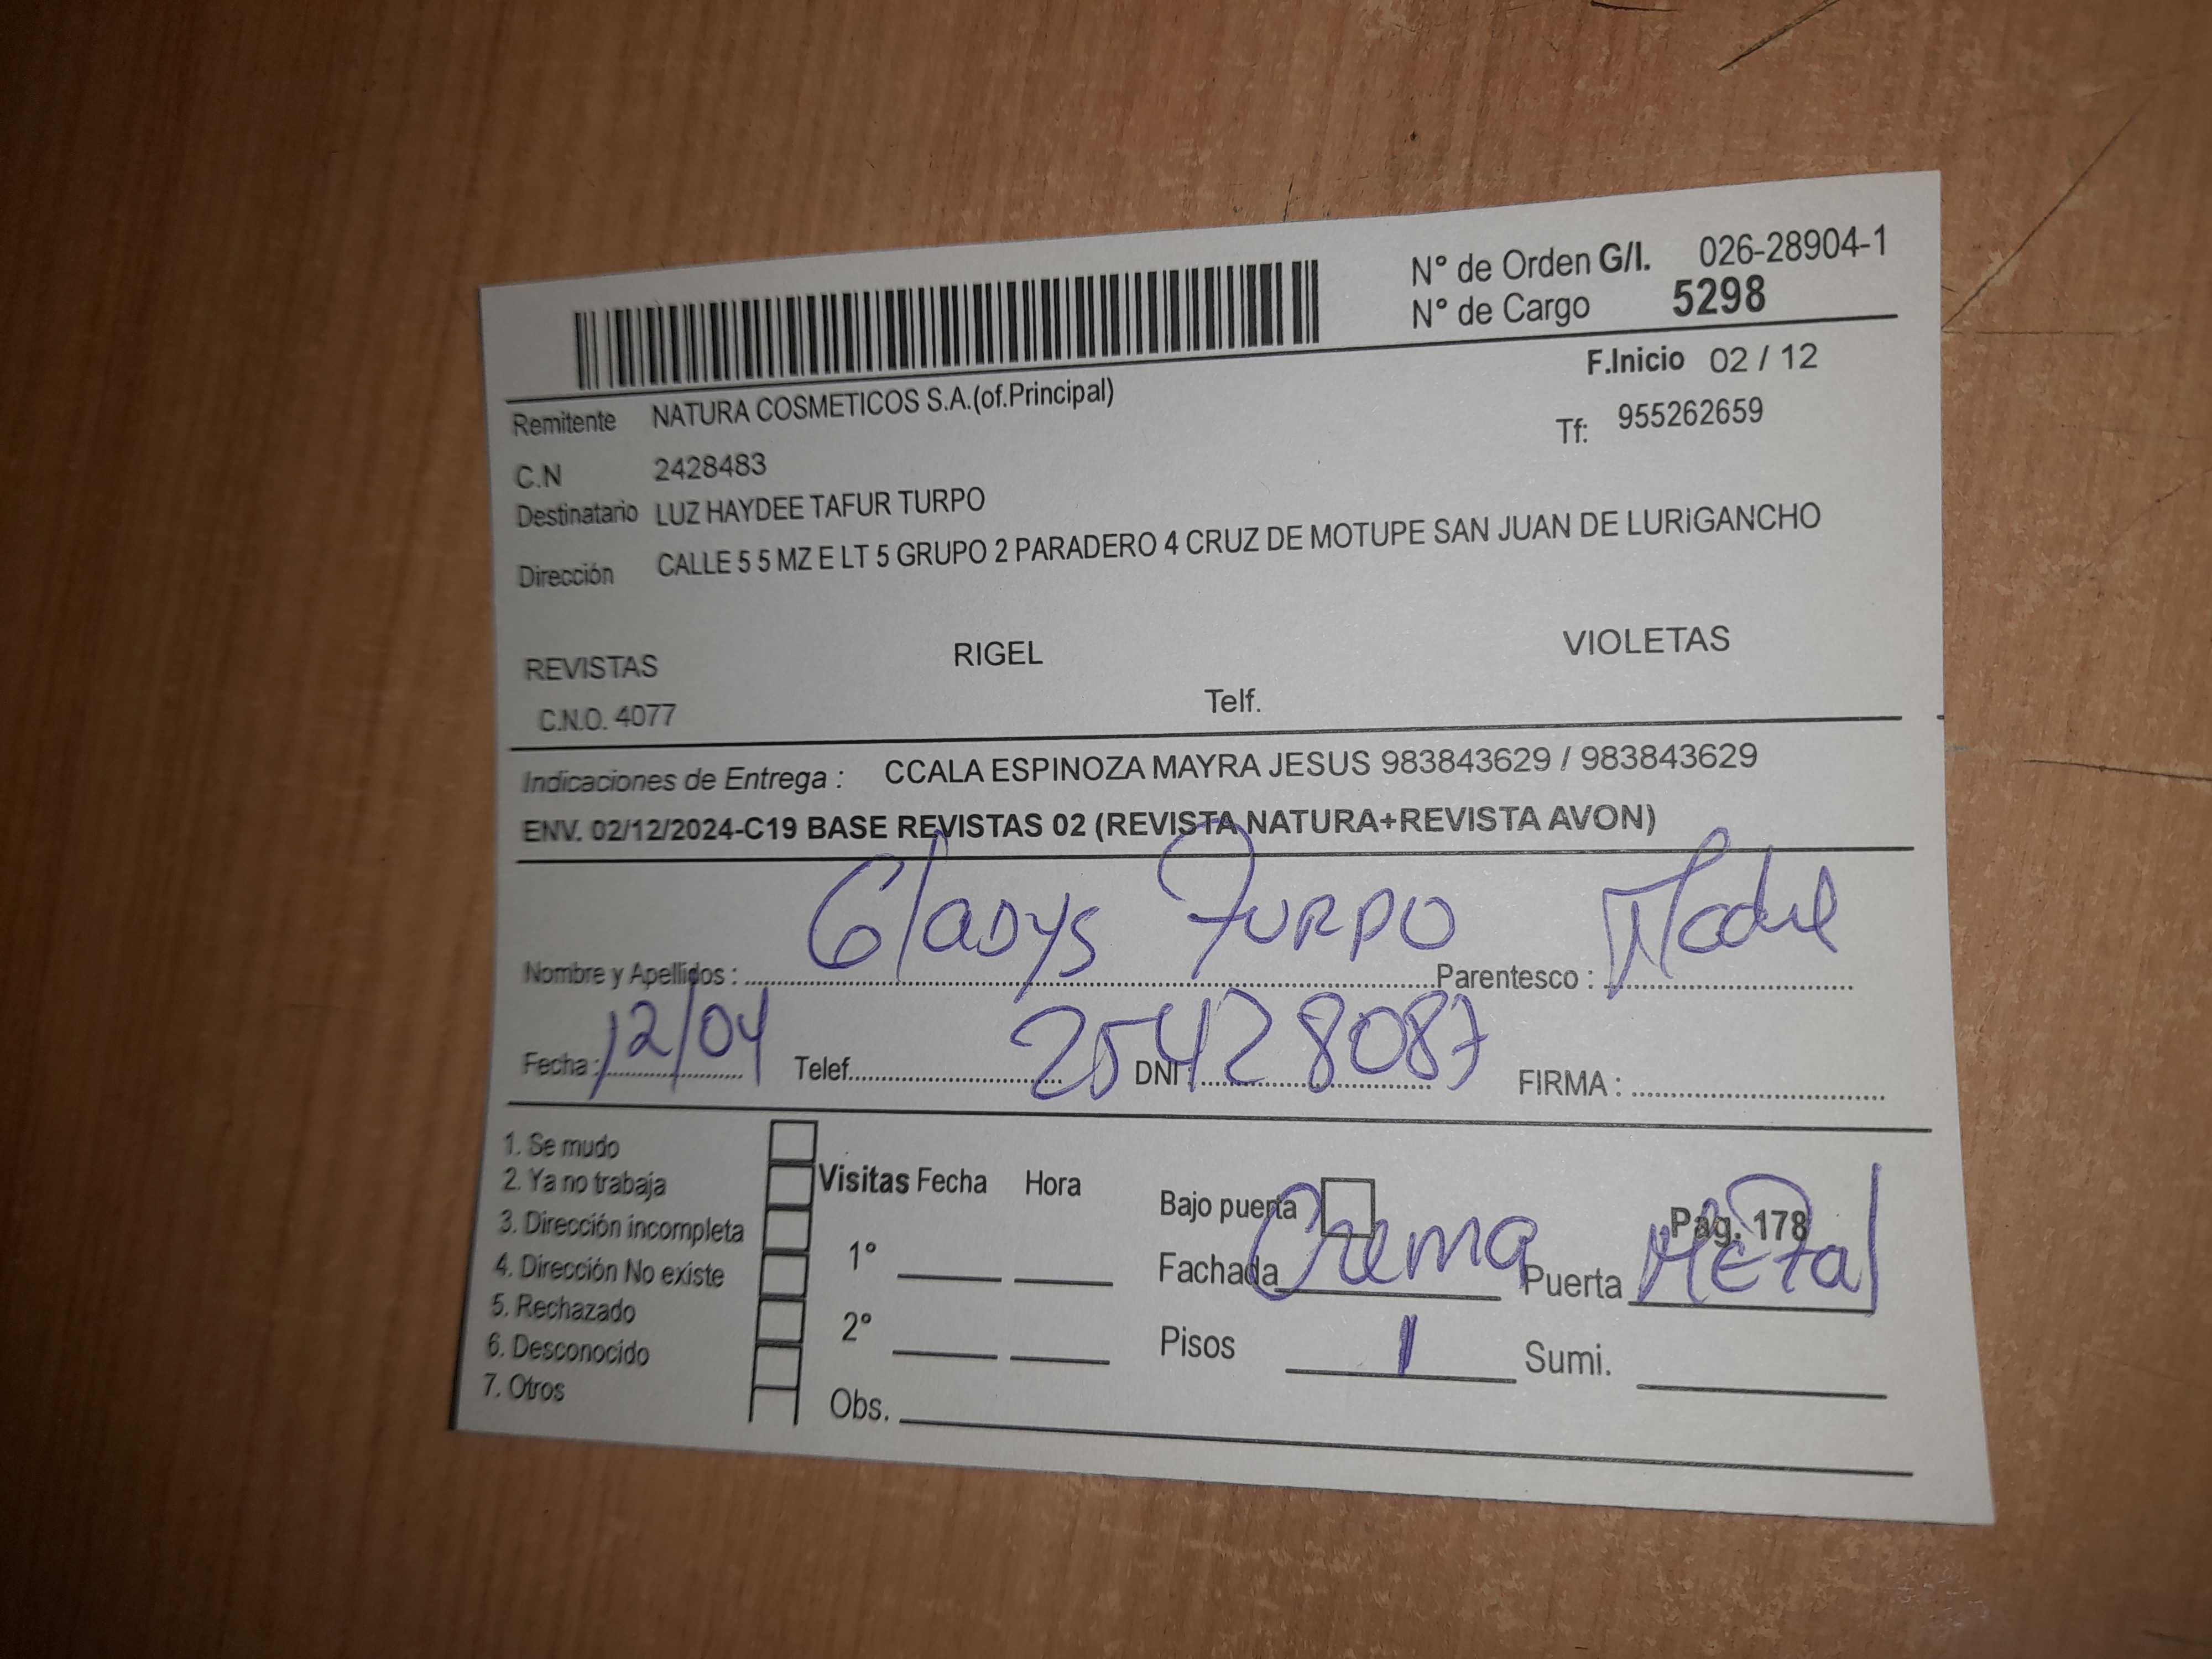 N° de Orden G/I. 026-28904-1
N° de Cargo 5298
F.Inicio 02 / 12
Remitente NATURA COSMETICOS S.A.(of.Principal)
Tf: 955262659
C.N 2428483
Destinatario LUZ HAYDEE TAFUR TURPO
Dirección CALLE 5 5 MZ E LT 5 GRUPO 2 PARADERO 4 CRUZ DE MOTUPE SAN JUAN DE LURIGANCHO
REVISTAS RIGEL VIOLETAS
C.N.O. 4077 Telf.
Indicaciones de Entrega : CCALA ESPINOZA MAYRA JESUS 983843629 / 983843629
ENV. 02/12/2024-C19 BASE REVISTAS 02 (REVISTA NATURA+REVISTA AVON)
Nombre y Apellidos : Gladys TURPO Parentesco : Madre
Fecha : 12/04 Telef. DNI : 25428087 FIRMA :
1. Se mudo
2. Ya no trabaja
3. Dirección incompleta
4. Dirección No existe
5. Rechazado
6. Desconocido
7. Otros
Visitas Fecha Hora
1°
2°
Obs.
Bajo puerta Pag. 178
Fachada Crema Puerta Metal
Pisos 1 Sumi.